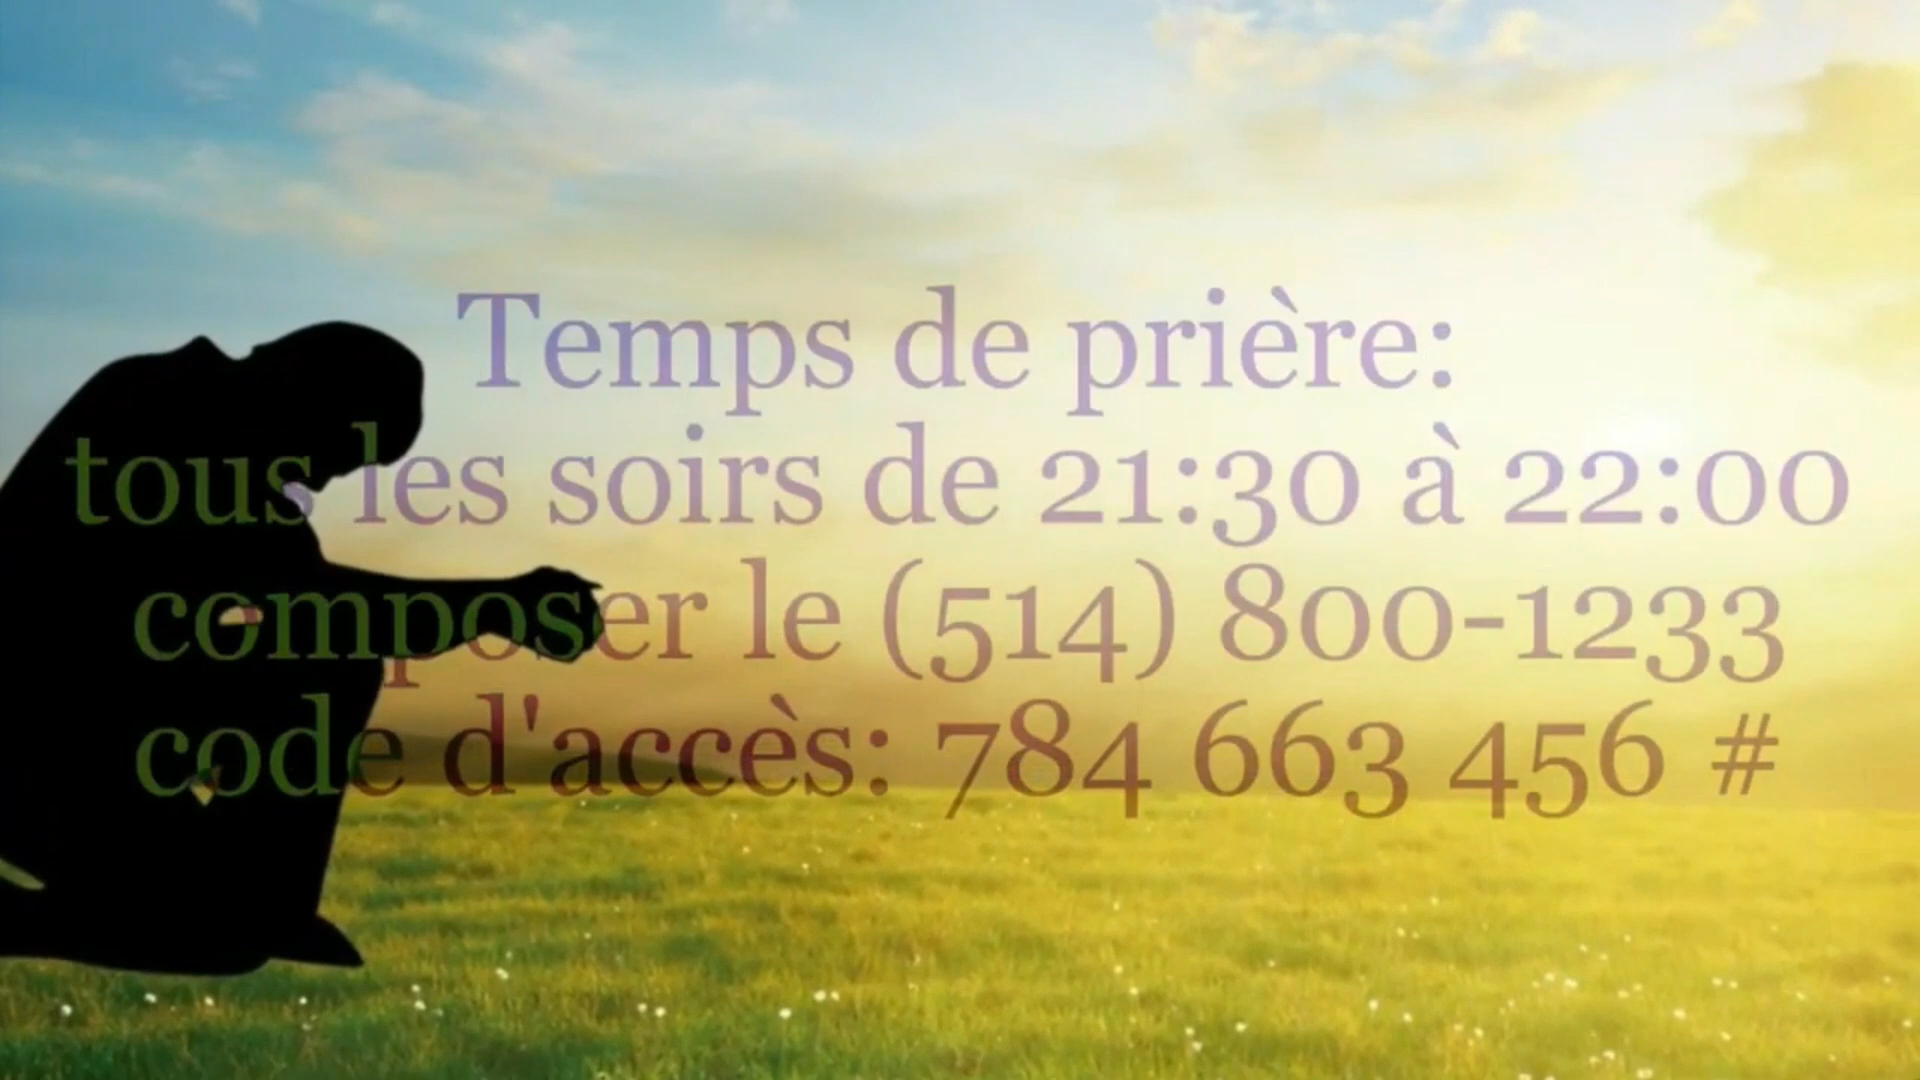 Temps de prière:
tous les soirs de 21:30 à 22:00
composer le (514) 800-1233
code d'accès: 784 663 456 #